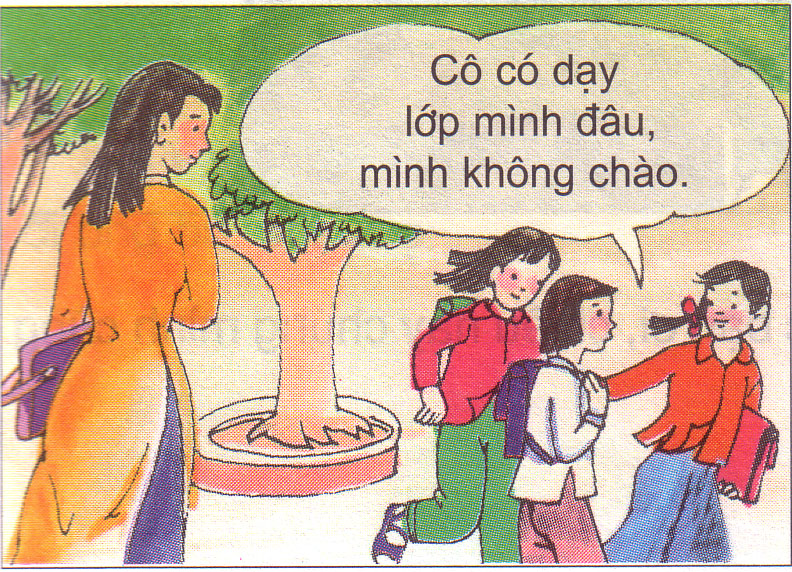 Cô có dạy
lớp mình đâu,
mình không chào.